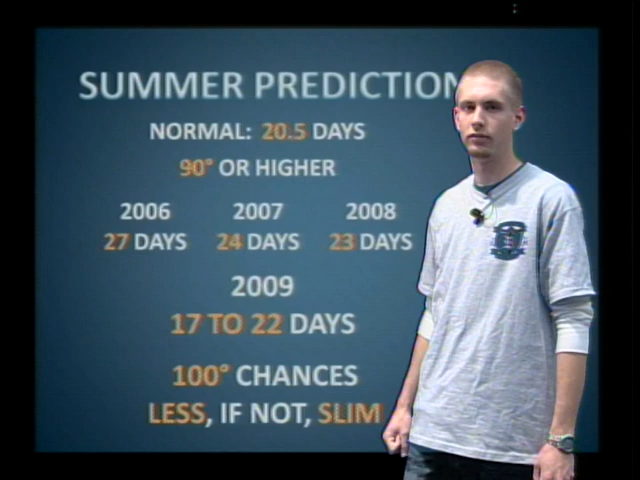 SUMMER PREDICTION
NORMAL: 20.5 DAYS
90° OR HIGHER
2006 2007 2008
27 DAYS 24 DAYS 23 DAYS
2009
17 TO 22 DAYS
100° CHANCES
LESS, IF NOT, SLIM